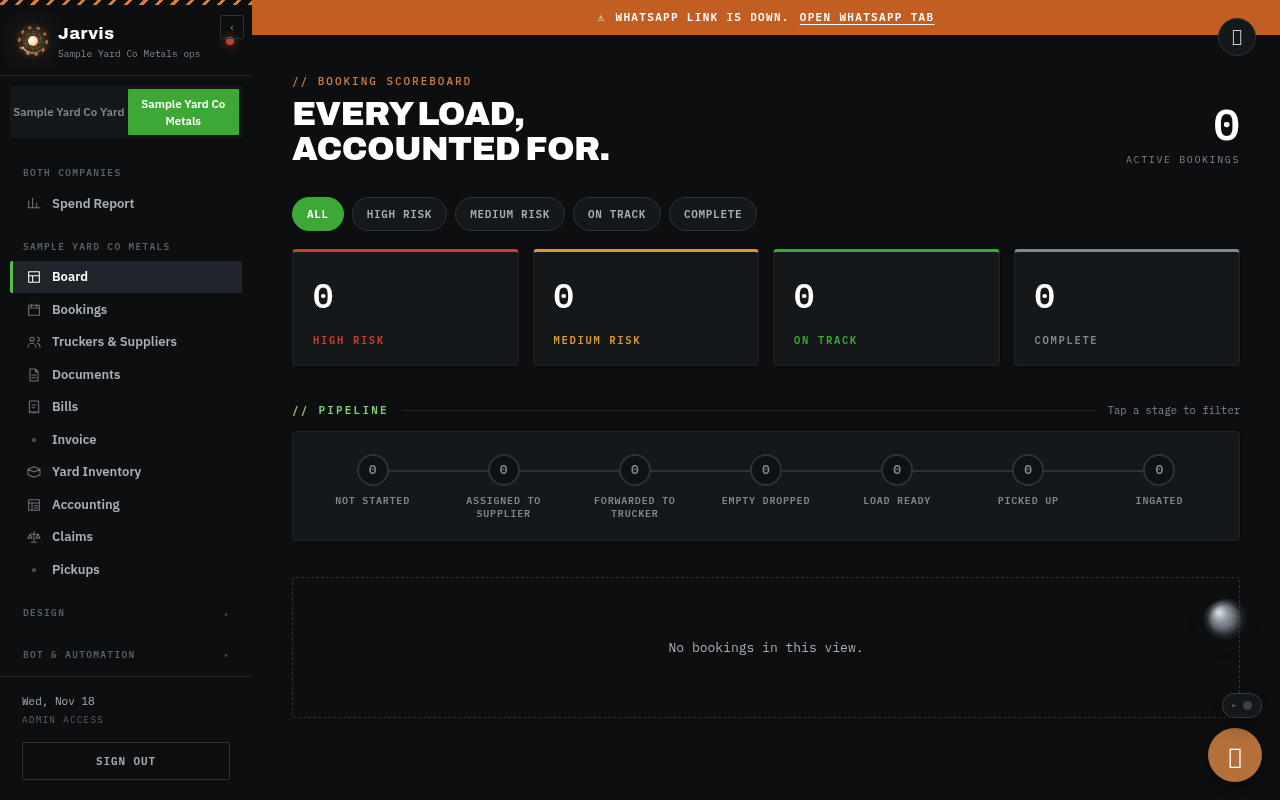 ⚠ WHATSAPP LINK IS DOWN. OPEN WHATSAPP TAB
Jarvis
Sample Yard Co Metals ops
Sample Yard Co Yard
Sample Yard Co
Metals
BOTH COMPANIES
Spend Report
SAMPLE YARD CO METALS
Board
Bookings
Truckers & Suppliers
Documents
Bills
Invoice
Yard Inventory
Accounting
Claims
Pickups
DESIGN
BOT & AUTOMATION
Wed, Nov 18
ADMIN ACCESS
SIGN OUT
// BOOKING SCOREBOARD
EVERY LOAD,
ACCOUNTED FOR.
0
ACTIVE BOOKINGS
ALL
HIGH RISK
MEDIUM RISK
ON TRACK
COMPLETE
0
HIGH RISK
0
MEDIUM RISK
0
ON TRACK
0
COMPLETE
// PIPELINE
Tap a stage to filter
0
NOT STARTED
0
ASSIGNED TO
SUPPLIER
0
FORWARDED TO
TRUCKER
0
EMPTY DROPPED
0
LOAD READY
0
PICKED UP
0
INGATED
No bookings in this view.